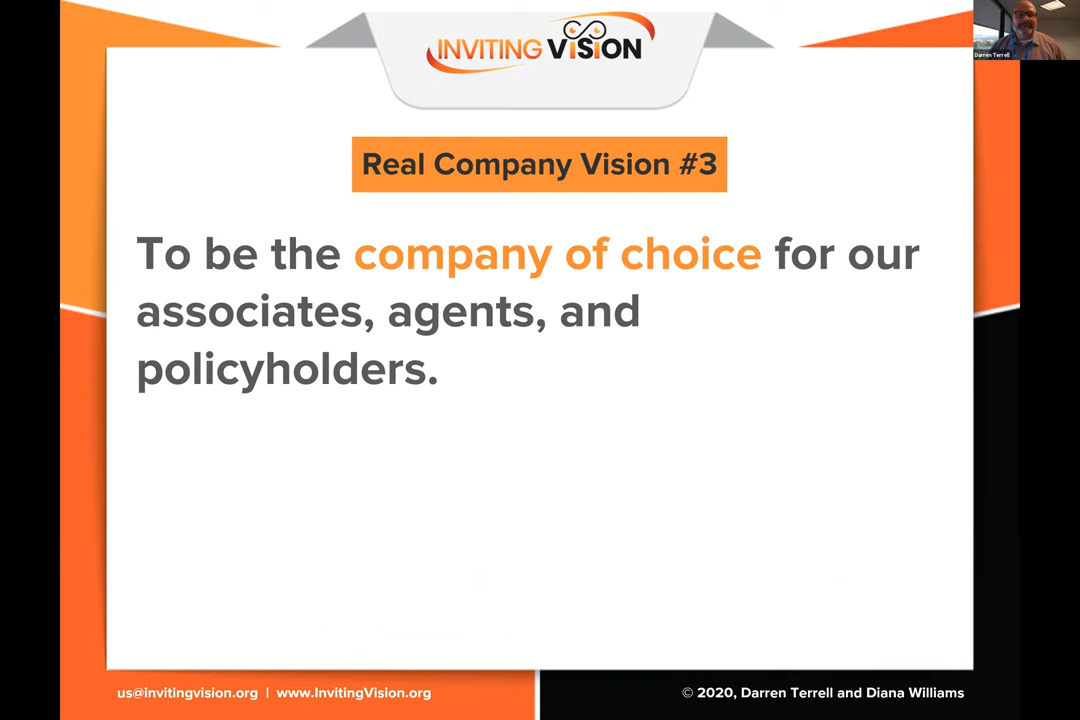 INVITING VISION
Darren Terrell
Real Company Vision #3
To be the company of choice for our
associates, agents, and
policyholders.
us@invitingvision.org | www.InvitingVision.org
© 2020, Darren Terrell and Diana Williams